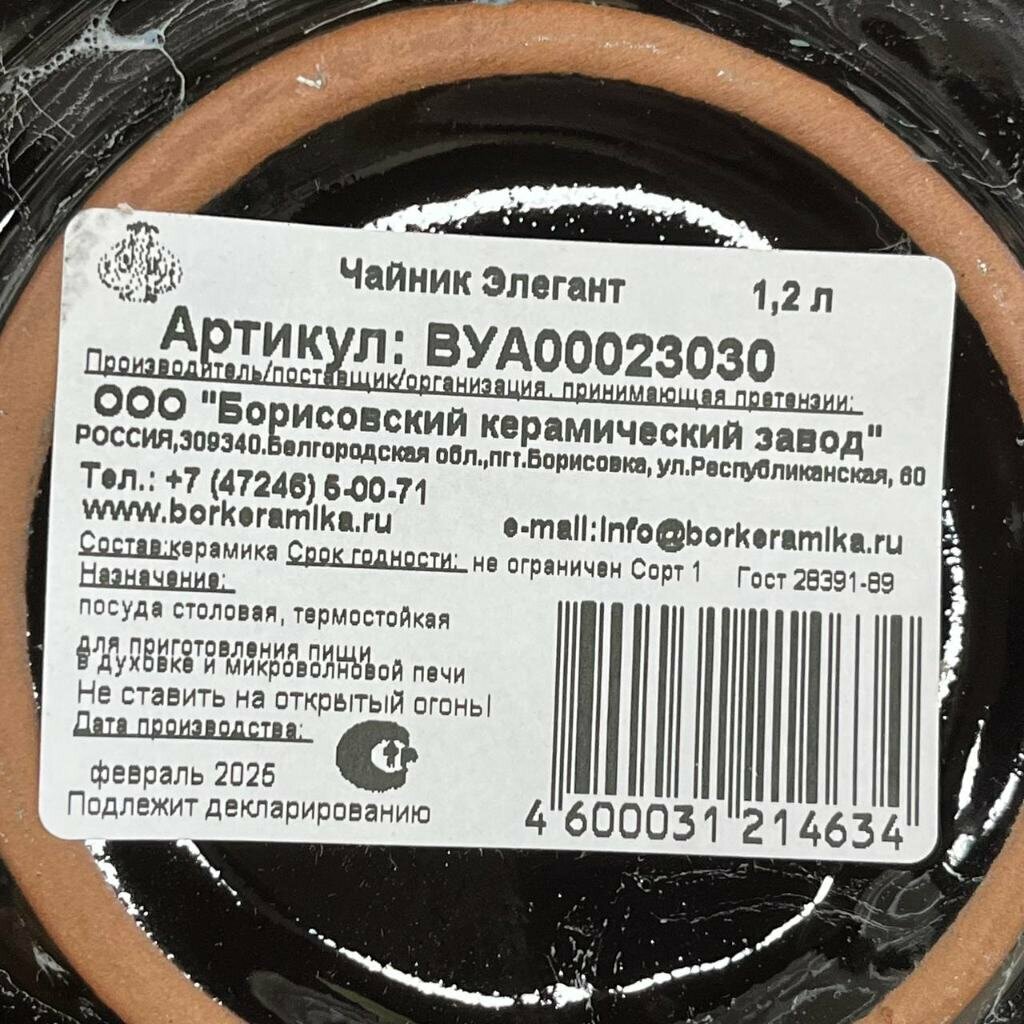 Чайник Элегант 1,2 л
Артикул: ВУА00023030
Производитель/поставщик/организация, принимающая претензии:
ООО "Борисовский керамический завод"
РОССИЯ,309340.Белгородская обл.,пгт.Борисовка, ул.Республиканская, 60
Тел.: +7 (47246) 5-00-71
www.borkeramika.ru e-mail:info@borkeramika.ru
Состав:керамика Срок годности: не ограничен Сорт 1 Гост 28391-89
Назначение:
посуда столовая, термостойкая
для приготовления пищи
в духовке и микроволновой печи
Не ставить на открытый огонь!
Дата производства:
февраль 2025
Подлежит декларированию
4 600031 214634